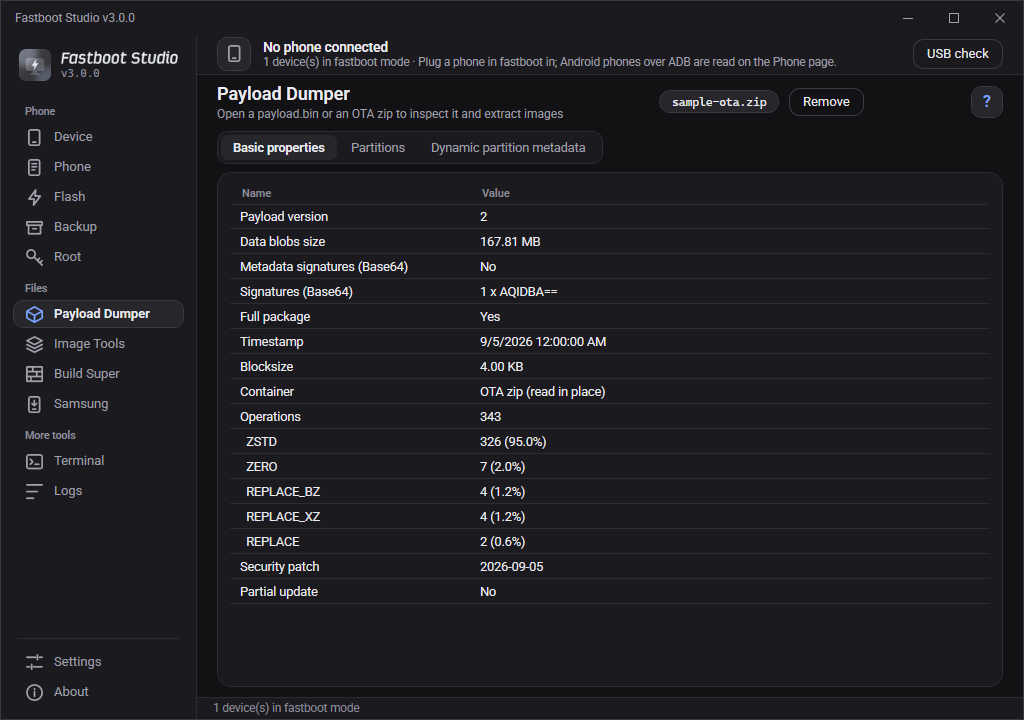 Fastboot Studio v3.0.0
Fastboot Studio
v3.0.0
Phone
Device
Phone
Flash
Backup
Root
Files
Payload Dumper
Image Tools
Build Super
Samsung
More tools
Terminal
Logs
Settings
About
No phone connected
1 device(s) in fastboot mode · Plug a phone in fastboot in; Android phones over ADB are read on the Phone page.
USB check
Payload Dumper
Open a payload.bin or an OTA zip to inspect it and extract images
sample-ota.zip
Remove
?
Basic properties Partitions Dynamic partition metadata
Name Value
Payload version 2
Data blobs size 167.81 MB
Metadata signatures (Base64) No
Signatures (Base64) 1 x AQIDBA==
Full package Yes
Timestamp 9/5/2026 12:00:00 AM
Blocksize 4.00 KB
Container OTA zip (read in place)
Operations 343
ZSTD 326 (95.0%)
ZERO 7 (2.0%)
REPLACE_BZ 4 (1.2%)
REPLACE_XZ 4 (1.2%)
REPLACE 2 (0.6%)
Security patch 2026-09-05
Partial update No
1 device(s) in fastboot mode